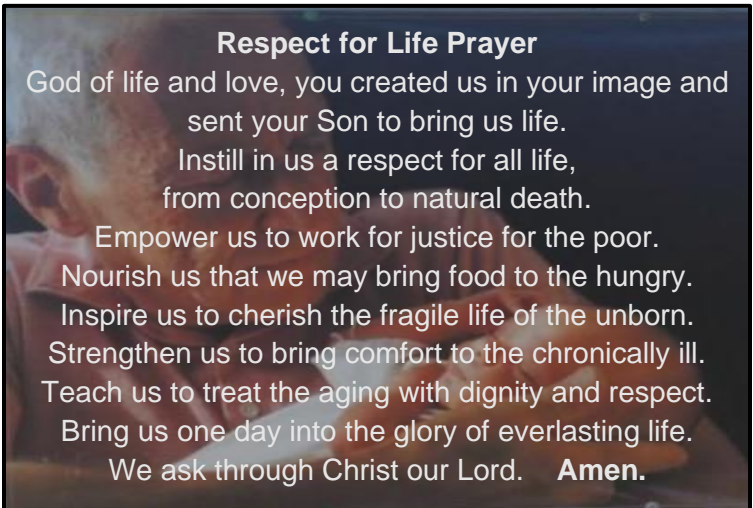 Respect for Life Prayer
God of life and love, you created us in your image and
sent your Son to bring us life.
Instill in us a respect for all life,
from conception to natural death.
Empower us to work for justice for the poor.
Nourish us that we may bring food to the hungry.
Inspire us to cherish the fragile life of the unborn.
Strengthen us to bring comfort to the chronically ill.
Teach us to treat the aging with dignity and respect.
Bring us one day into the glory of everlasting life.
We ask through Christ our Lord. Amen.